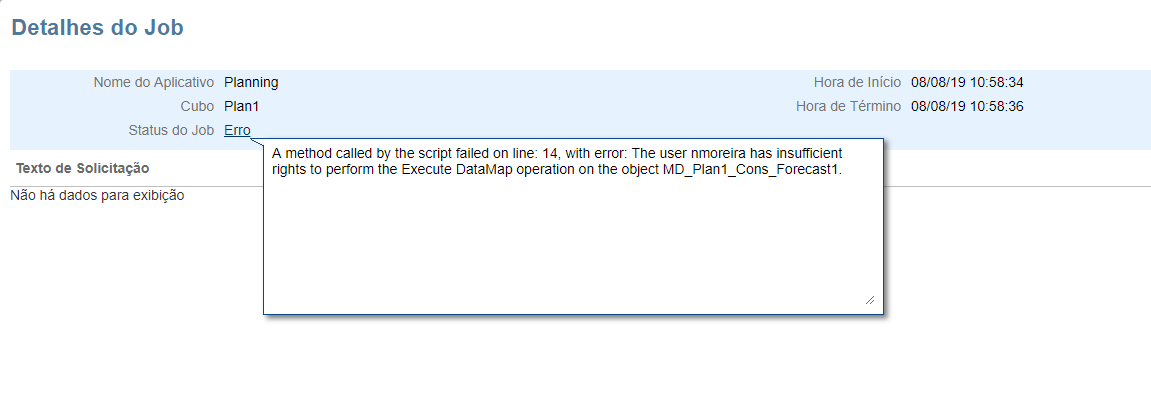 Detalhes do Job
Nome do Aplicativo Planning Hora de Início 08/08/19 10:58:34
Cubo Plan1 Hora de Término 08/08/19 10:58:36
Status do Job Erro
A method called by the script failed on line: 14, with error: The user nmoreira has insufficient
rights to perform the Execute DataMap operation on the object MD_Plan1_Cons_Forecast1.
Texto de Solicitação
Não há dados para exibição